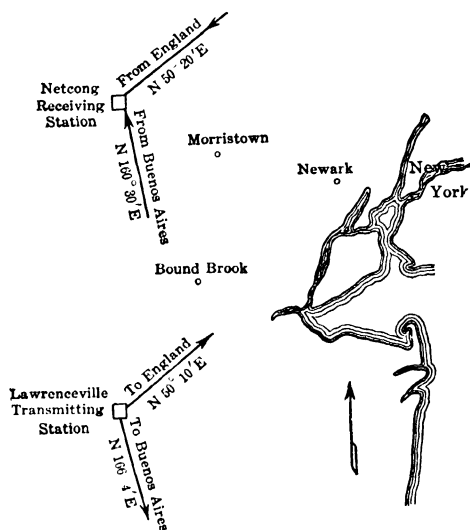 From England
N 50° 20′E
Netcong
Receiving
Station
From Buenos Aires
N 160° 30′E
Morristown
Newark
New
York
Bound Brook
To England
N 50° 10′E
Lawrenceville
Transmitting
Station
To Buenos Aires
N 166 4′E